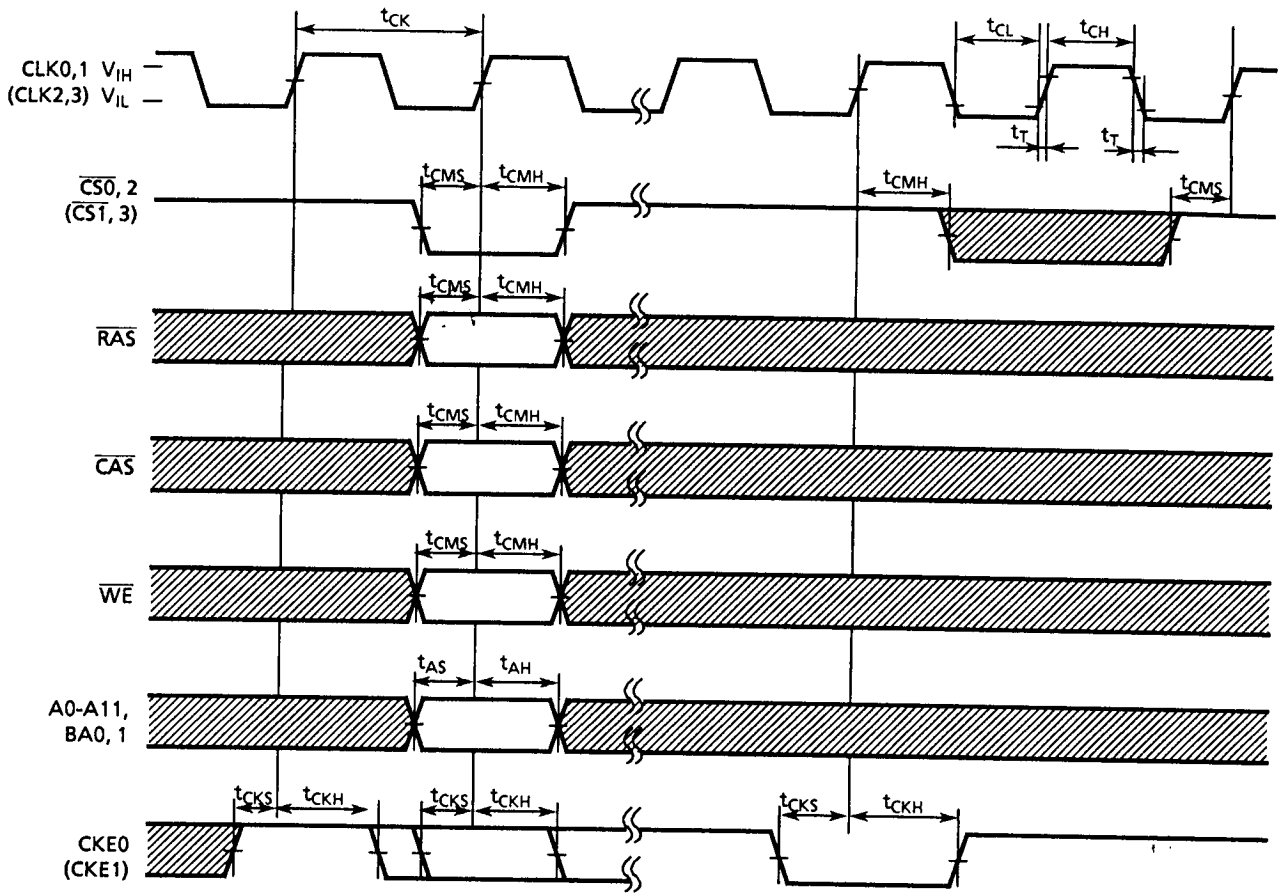 tCK
tCL tCH
CLK0,1 VIH
(CLK2,3) VIL
tT tT
CS0, 2
(CS1, 3)
tCMS tCMH tCMH tCMS
tCMS tCMH
RAS
tCMS tCMH
CAS
tCMS tCMH
WE
tAS tAH
A0-A11,
BA0, 1
tCKS tCKH tCKS tCKH tCKS tCKH
CKE0
(CKE1)